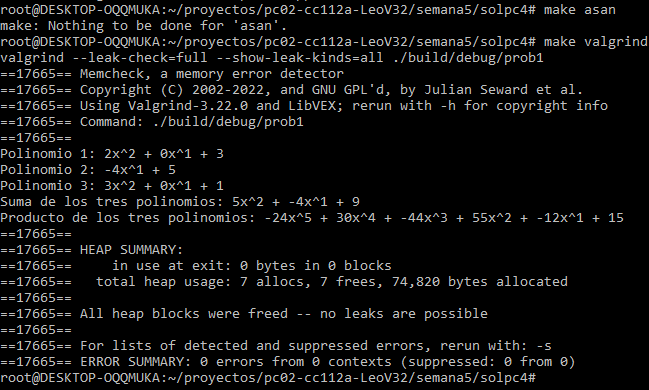 root@DESKTOP-OQQMUKA:~/proyectos/pc02-cc112a-LeoV32/semana5/solpc4# make asan
make: Nothing to be done for 'asan'.
root@DESKTOP-OQQMUKA:~/proyectos/pc02-cc112a-LeoV32/semana5/solpc4# make valgrind
valgrind --leak-check=full --show-leak-kinds=all ./build/debug/prob1
==17665== Memcheck, a memory error detector
==17665== Copyright (C) 2002-2022, and GNU GPL'd, by Julian Seward et al.
==17665== Using Valgrind-3.22.0 and LibVEX; rerun with -h for copyright info
==17665== Command: ./build/debug/prob1
==17665==
Polinomio 1: 2x^2 + 0x^1 + 3
Polinomio 2: -4x^1 + 5
Polinomio 3: 3x^2 + 0x^1 + 1
Suma de los tres polinomios: 5x^2 + -4x^1 + 9
Producto de los tres polinomios: -24x^5 + 30x^4 + -44x^3 + 55x^2 + -12x^1 + 15
==17665==
==17665== HEAP SUMMARY:
==17665==     in use at exit: 0 bytes in 0 blocks
==17665==   total heap usage: 7 allocs, 7 frees, 74,820 bytes allocated
==17665==
==17665== All heap blocks were freed -- no leaks are possible
==17665==
==17665== For lists of detected and suppressed errors, rerun with: -s
==17665== ERROR SUMMARY: 0 errors from 0 contexts (suppressed: 0 from 0)
root@DESKTOP-OQQMUKA:~/proyectos/pc02-cc112a-LeoV32/semana5/solpc4#